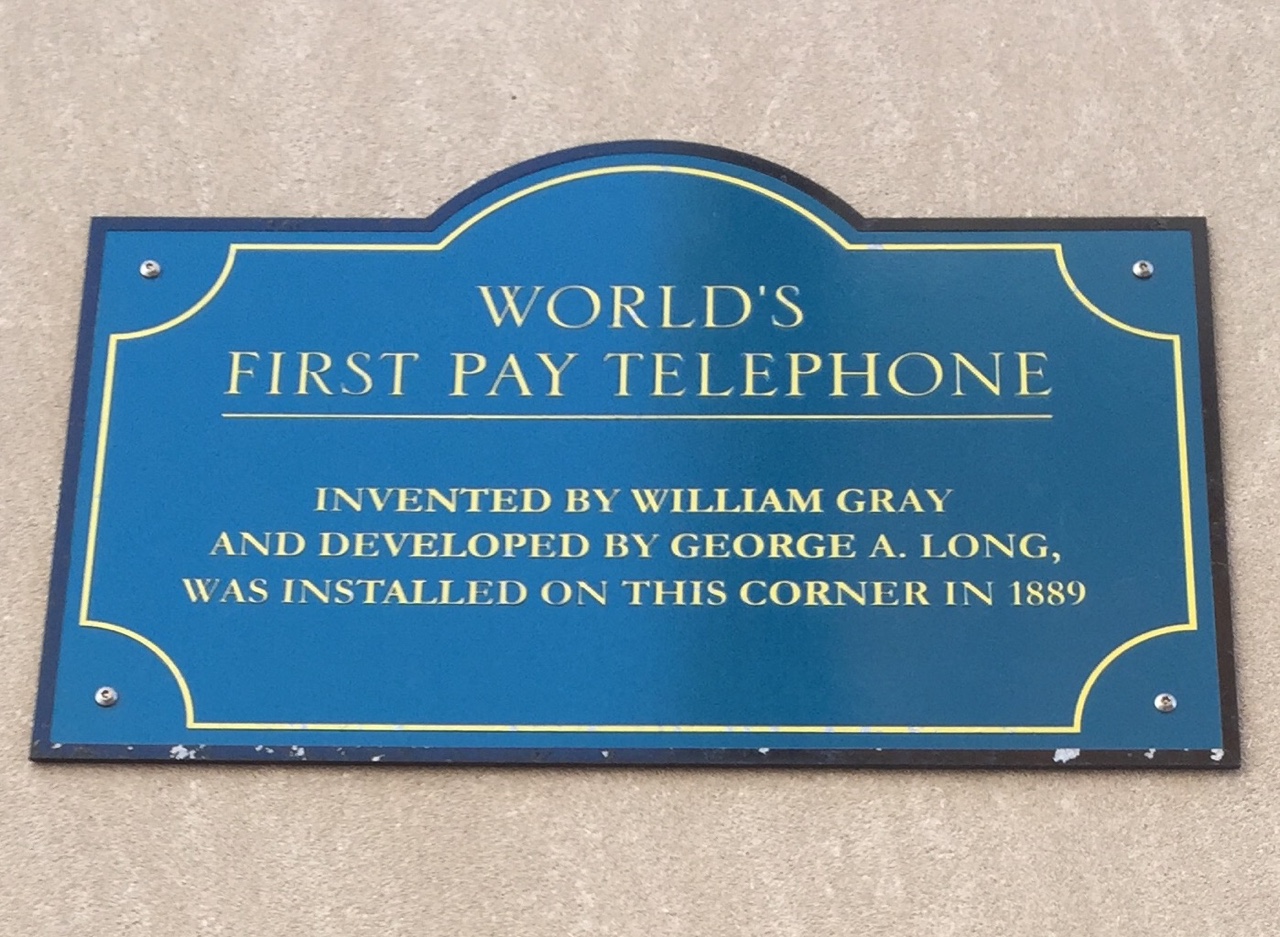 WORLD'S
FIRST PAY TELEPHONE
INVENTED BY WILLIAM GRAY
AND DEVELOPED BY GEORGE A. LONG,
WAS INSTALLED ON THIS CORNER IN 1889